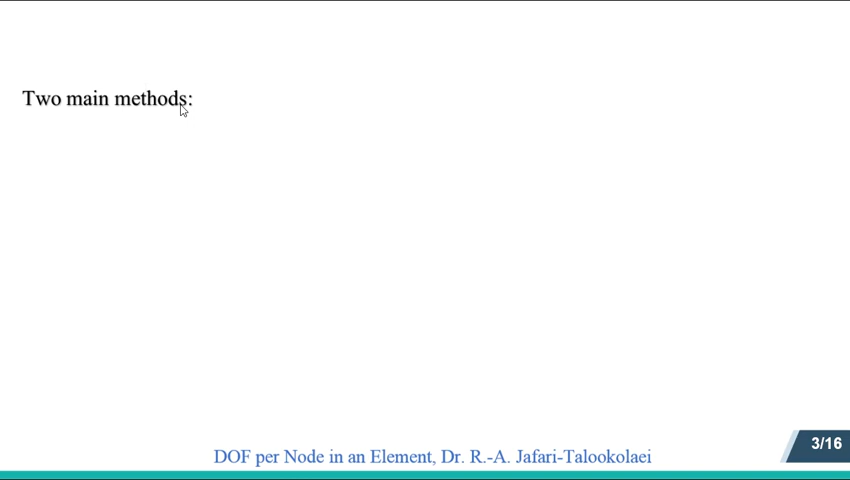 Two main methods:
3/16
DOF per Node in an Element, Dr. R.-A. Jafari-Talookolaei